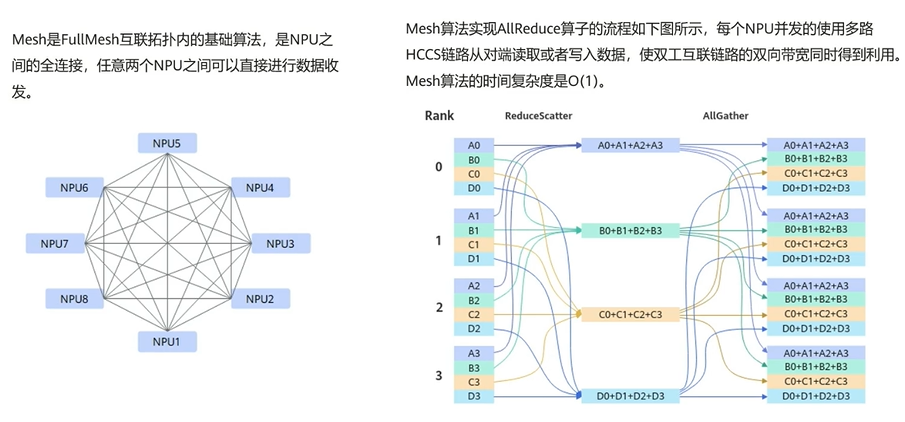 Mesh是FullMesh互联拓扑内的基础算法，是NPU之
间的全连接，任意两个NPU之间可以直接进行数据收
发。
NPU5
NPU6
NPU4
NPU7
NPU3
NPU8
NPU2
NPU1
Mesh算法实现AllReduce算子的流程如下图所示，每个NPU并发的使用多路
HCCS链路从对端读取或者写入数据，使双工互联链路的双向带宽同时得到利用。
Mesh算法的时间复杂度是O(1)。
Rank
ReduceScatter
AllGather
0
A0
B0
C0
D0
1
A1
B1
C1
D1
2
A2
B2
C2
D2
3
A3
B3
C3
D3
A0+A1+A2+A3
B0+B1+B2+B3
C0+C1+C2+C3
D0+D1+D2+D3
A0+A1+A2+A3
B0+B1+B2+B3
C0+C1+C2+C3
D0+D1+D2+D3
A0+A1+A2+A3
B0+B1+B2+B3
C0+C1+C2+C3
D0+D1+D2+D3
A0+A1+A2+A3
B0+B1+B2+B3
C0+C1+C2+C3
D0+D1+D2+D3
A0+A1+A2+A3
B0+B1+B2+B3
C0+C1+C2+C3
D0+D1+D2+D3